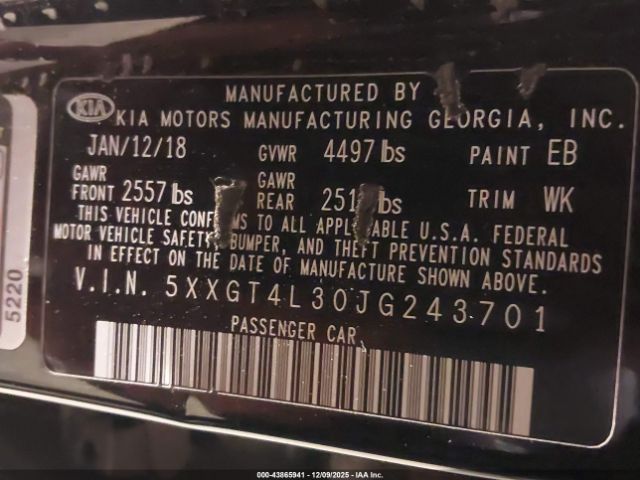 MANUFACTURED BY
KIA
KIA MOTORS MANUFACTURING GEORGIA, INC.
JAN/12/18 GVWR 4497 lbs PAINT EB
GAWR FRONT 2557 lbs GAWR REAR lbs TRIM WK
THIS VEHICLE TO ALL U.S.A. FEDERAL
MOTOR VEHICLE SAFETY, BUMPER, AND THEFT PREVENTION STANDARDS
IN EFFECT ON THE DATE OF MANUFACTURE SHOWN ABOVE.
V.I.N. 5XXGT4L30JG243701
PASSENGER CAR
5220
000-43865941 - 12/09/2025 - IAA Inc.